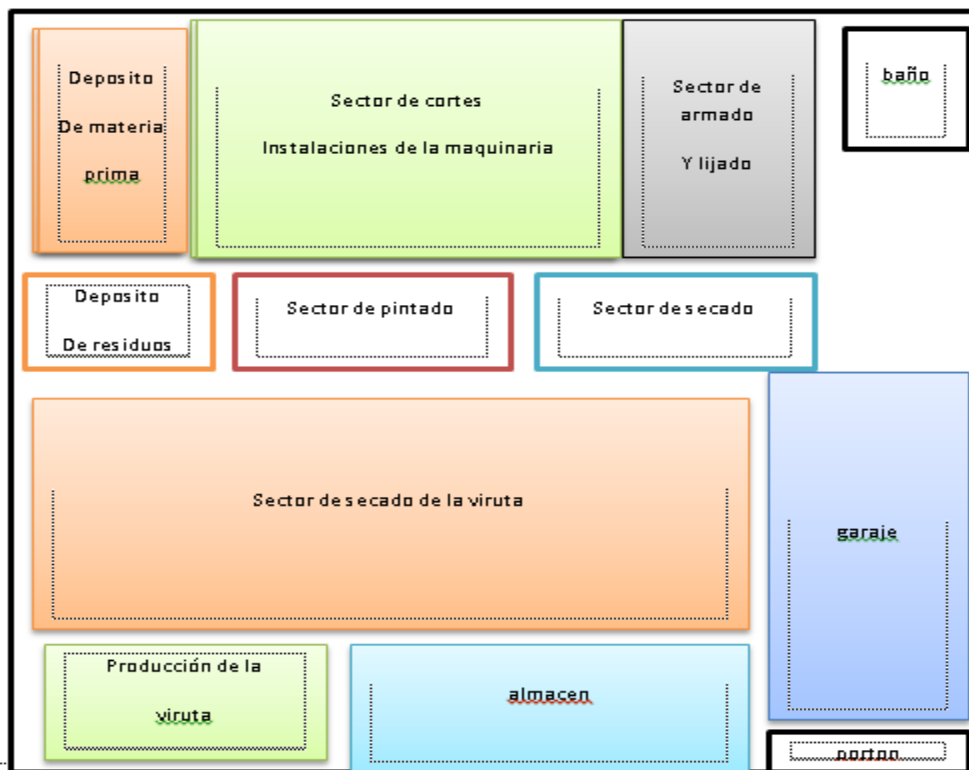 Deposito
De materia
prima
Sector de cortes
Instalaciones de la maquinaria
Sector de
armado
Y lijado
baño
Deposito
De residuos
Sector de pintado
Sector de secado
Sector de secado de la viruta
garaje
Producción de la
viruta
almacen
porton